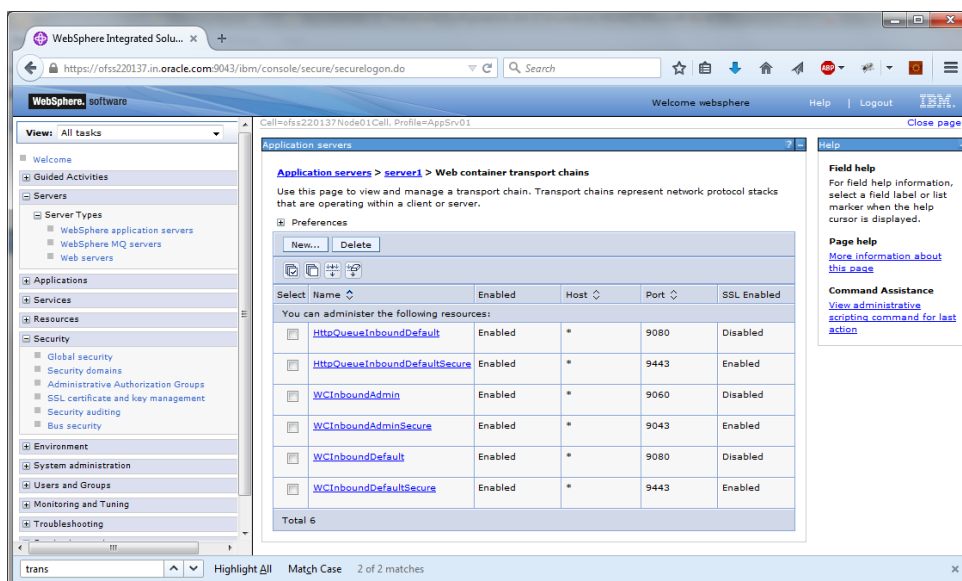 WebSphere Integrated Solu... ×
https://ofss220137.in.oracle.com:9043/ibm/console/secure/securelogon.do
Search
ABP
WebSphere. software
Welcome websphere
Help | Logout
IBM.
View: All tasks
Welcome
Guided Activities
Servers
Server Types
WebSphere application servers
WebSphere MQ servers
Web servers
Applications
Services
Resources
Security
Global security
Security domains
Administrative Authorization Groups
SSL certificate and key management
Security auditing
Bus security
Environment
System administration
Users and Groups
Monitoring and Tuning
Troubleshooting
Cell=ofss220137Node01Cell, Profile=AppSrv01
Close page
Application servers ? -
Application servers > server1 > Web container transport chains
Use this page to view and manage a transport chain. Transport chains represent network protocol stacks
that are operating within a client or server.
Preferences
New... Delete
Select Name Enabled Host Port SSL Enabled
You can administer the following resources:
HttpQueueInboundDefault Enabled * 9080 Disabled
HttpQueueInboundDefaultSecure Enabled * 9443 Enabled
WCInboundAdmin Enabled * 9060 Disabled
WCInboundAdminSecure Enabled * 9043 Enabled
WCInboundDefault Enabled * 9080 Disabled
WCInboundDefaultSecure Enabled * 9443 Enabled
Total 6
Help
Field help
For field help information,
select a field label or list
marker when the help
cursor is displayed.
Page help
More information about
this page
Command Assistance
View administrative
scripting command for last
action
trans Highlight All Match Case 2 of 2 matches ×